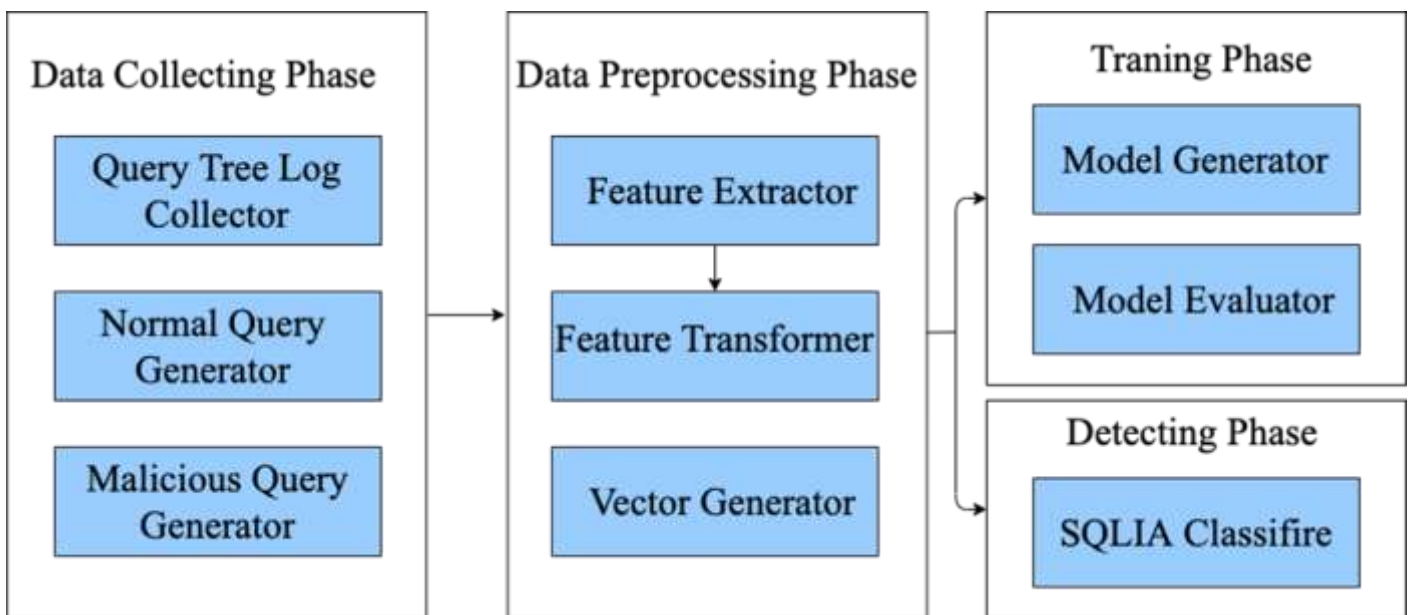 Data Collecting Phase
Query Tree Log
Collector
Normal Query
Generator
Malicious Query
Generator
Data Preprocessing Phase
Feature Extractor
Feature Transformer
Vector Generator
Traning Phase
Model Generator
Model Evaluator
Detecting Phase
SQLIA Classifire